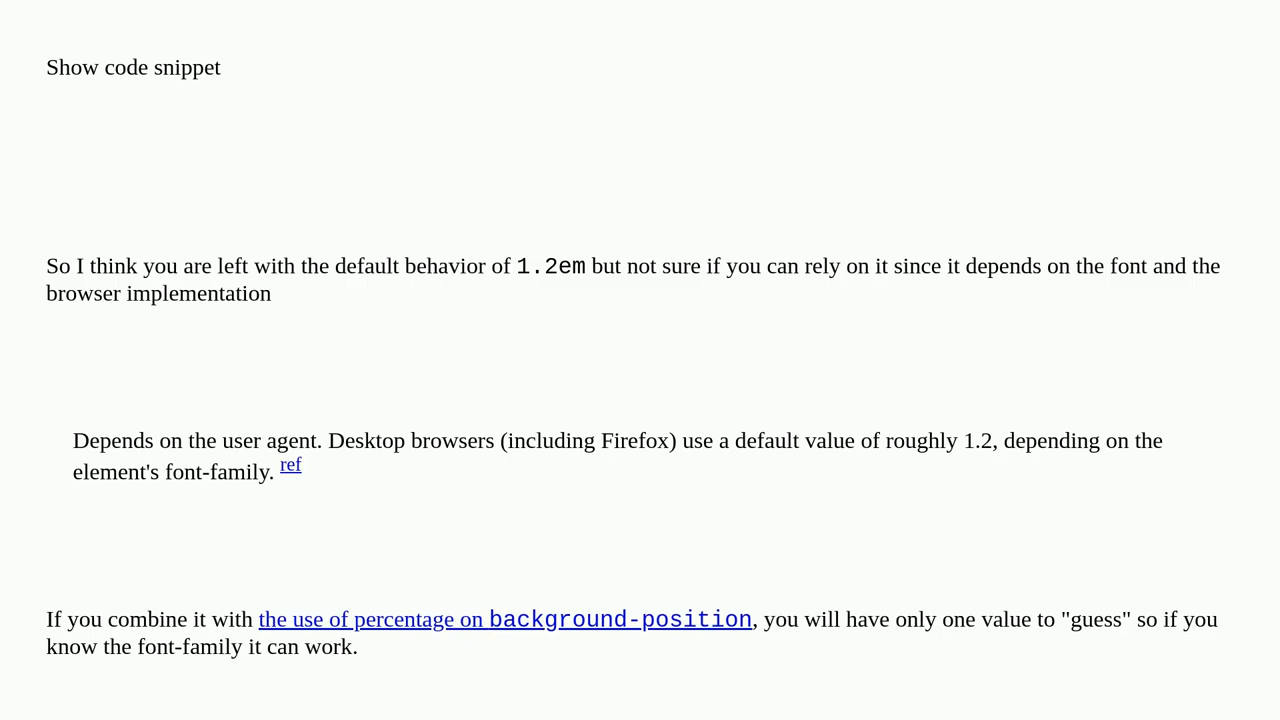 Show code snippet
So I think you are left with the default behavior of 1.2em but not sure if you can rely on it since it depends on the font and the
browser implementation
Depends on the user agent. Desktop browsers (including Firefox) use a default value of roughly 1.2, depending on the
element's font-family. ref
If you combine it with the use of percentage on background-position, you will have only one value to "guess" so if you
know the font-family it can work.